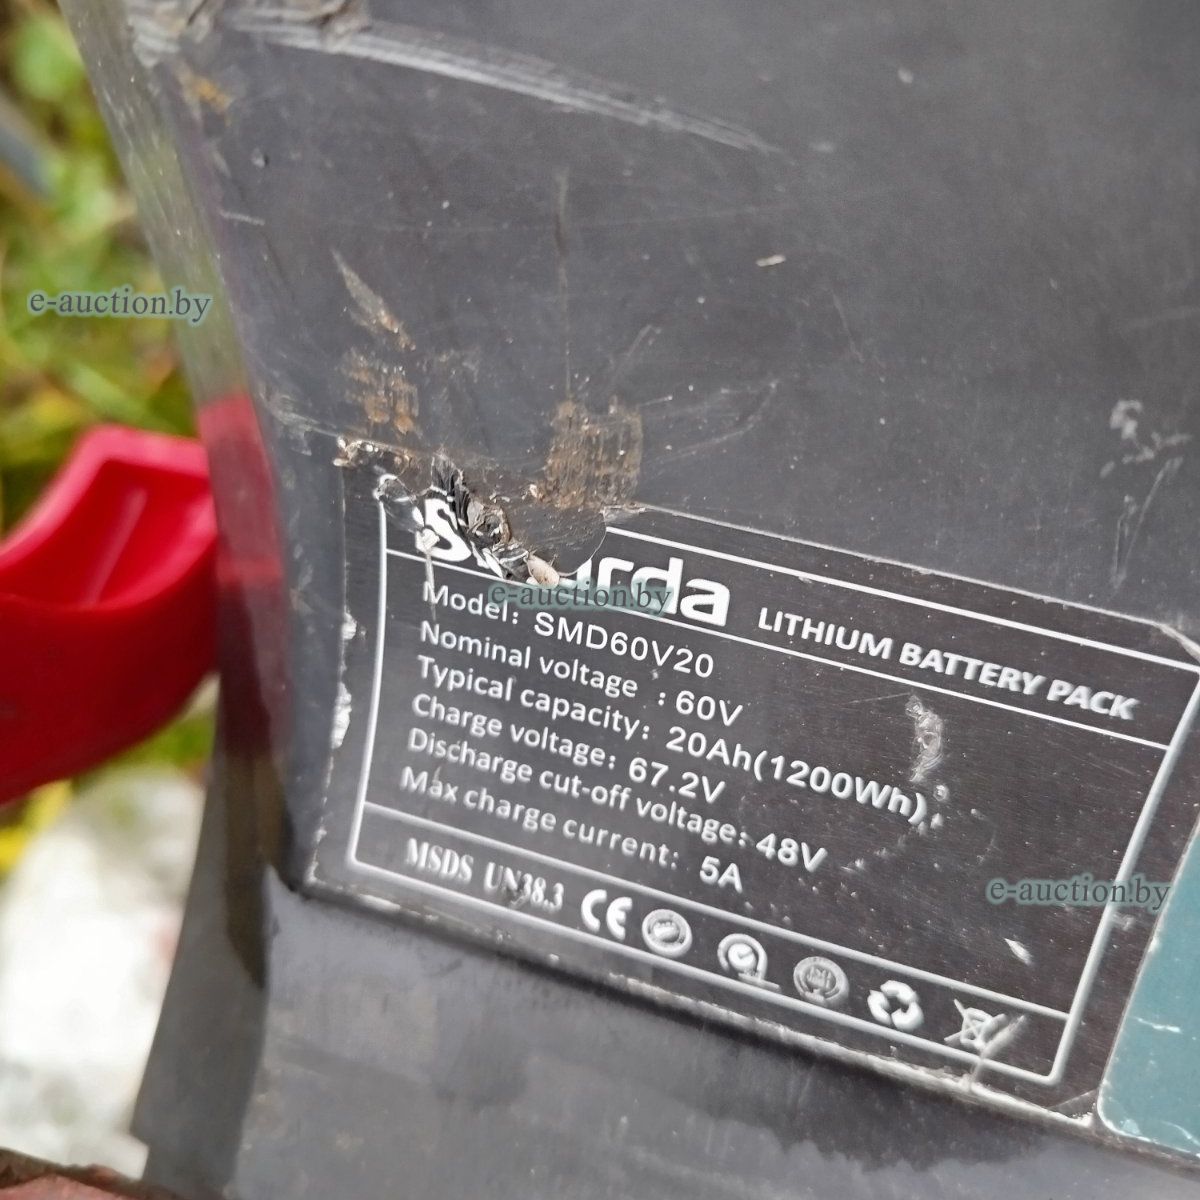 e-auction.by
e-auction.by
LITHIUM BATTERY PACK
Model: SMD60V20
Nominal voltage : 60V
Typical capacity: 20Ah(1200Wh)
Charge voltage: 67.2V
Discharge cut-off voltage: 48V
Max charge current: 5A
MSDS UN38.3 CE
e-auction.by